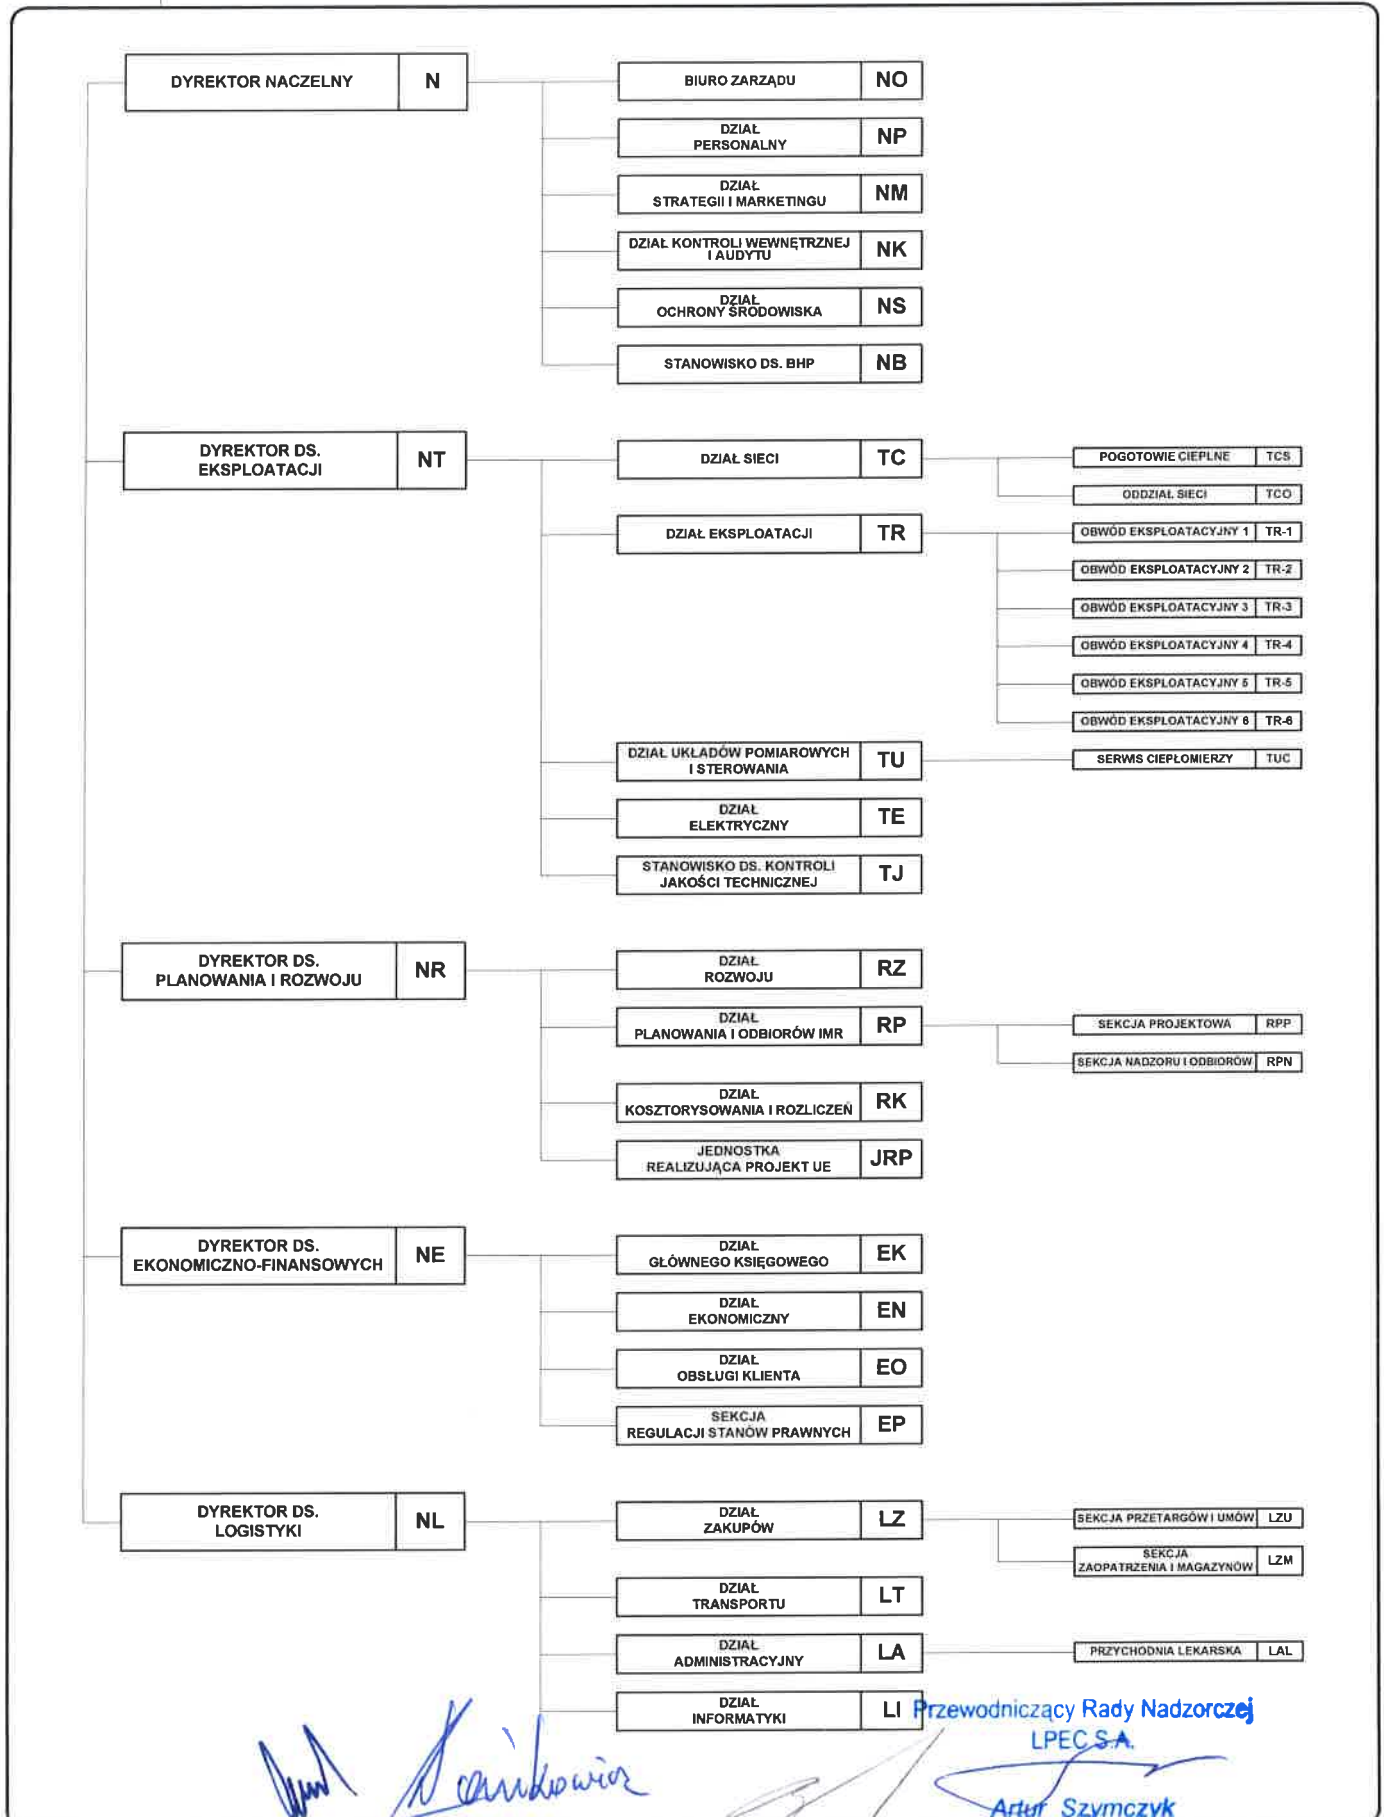 DYREKTOR NACZELNY N
BIURO ZARZĄDU NO
DZIAŁ
PERSONALNY NP
DZIAŁ
STRATEGII I MARKETINGU NM
DZIAŁ KONTROLI WEWNĘTRZNEJ
I AUDYTU NK
DZIAŁ
OCHRONY ŚRODOWISKA NS
STANOWISKO DS. BHP NB
DYREKTOR DS.
EKSPLOATACJI NT
DZIAŁ SIECI TC
POGOTOWIE CIEPLNE TCS
ODDZIAŁ SIECI TCO
DZIAŁ EKSPLOATACJI TR
OBWÓD EKSPLOATACYJNY 1 TR-1
OBWÓD EKSPLOATACYJNY 2 TR-2
OBWÓD EKSPLOATACYJNY 3 TR-3
OBWÓD EKSPLOATACYJNY 4 TR-4
OBWÓD EKSPLOATACYJNY 5 TR-5
OBWÓD EKSPLOATACYJNY 6 TR-6
DZIAŁ UKŁADÓW POMIAROWYCH
I STEROWANIA TU
SERWIS CIEPŁOMIERZY TUC
DZIAŁ
ELEKTRYCZNY TE
STANOWISKO DS. KONTROLI
JAKOŚCI TECHNICZNEJ TJ
DYREKTOR DS.
PLANOWANIA I ROZWOJU NR
DZIAŁ
ROZWOJU RZ
DZIAŁ
PLANOWANIA I ODBIORÓW IMR RP
SEKCJA PROJEKTOWA RPP
SEKCJA NADZORU I ODBIORÓW RPN
DZIAŁ
KOSZTORYSOWANIA I ROZLICZEŃ RK
JEDNOSTKA
REALIZUJĄCA PROJEKT UE JRP
DYREKTOR DS.
EKONOMICZNO-FINANSOWYCH NE
DZIAŁ
GŁÓWNEGO KSIĘGOWEGO EK
DZIAŁ
EKONOMICZNY EN
DZIAŁ
OBSŁUGI KLIENTA EO
SEKCJA
REGULACJI STANÓW PRAWNYCH EP
DYREKTOR DS.
LOGISTYKI NL
DZIAŁ
ZAKUPÓW LZ
SEKCJA PRZETARGÓW I UMÓW LZU
SEKCJA
ZAOPATRZENIA I MAGAZYNÓW LZM
DZIAŁ
TRANSPORTU LT
DZIAŁ
ADMINISTRACYJNY LA
PRZYCHODNIA LEKARSKA LAL
DZIAŁ
INFORMATYKI LI
Przewodniczący Rady Nadzorczej
LPEC S.A.
Artur Szymczyk